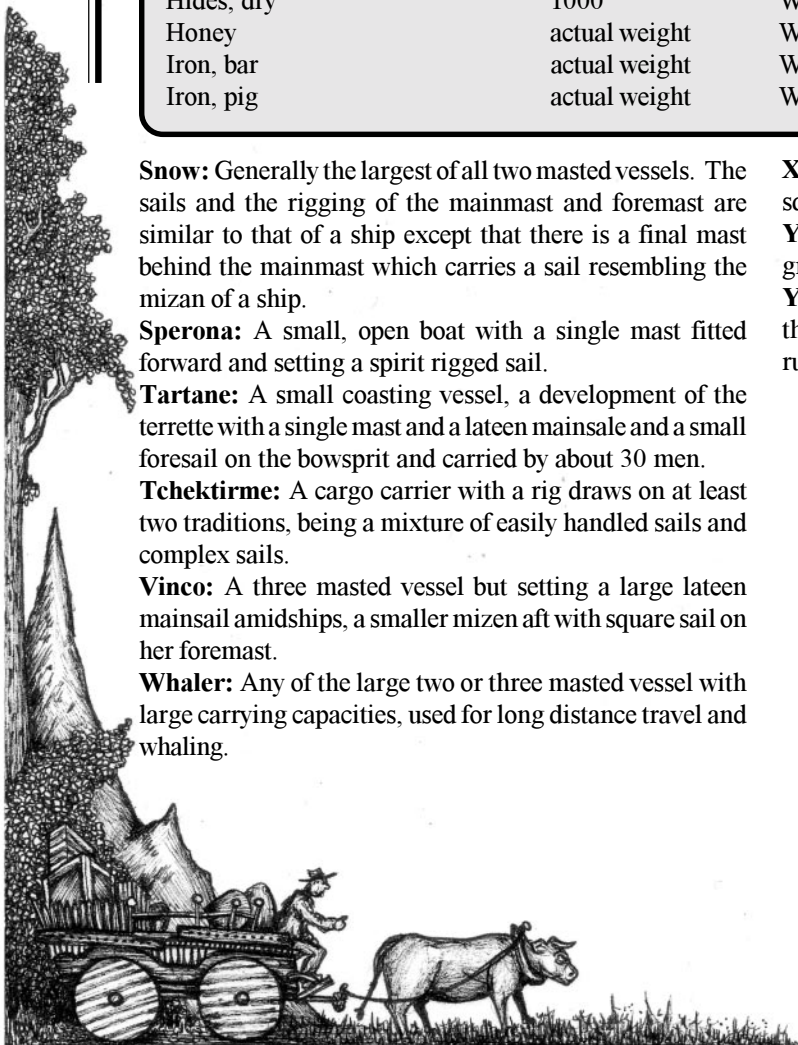 Hides, dry 1000 W
Honey actual weight W
Iron, bar actual weight W
Iron, pig actual weight W
Snow: Generally the largest of all two masted vessels. The
sails and the rigging of the mainmast and foremast are
similar to that of a ship except that there is a final mast
behind the mainmast which carries a sail resembling the
mizan of a ship.
Sperona: A small, open boat with a single mast fitted
forward and setting a spirit rigged sail.
Tartane: A small coasting vessel, a development of the
terrette with a single mast and a lateen mainsale and a small
foresail on the bowsprit and carried by about 30 men.
Tchektirme: A cargo carrier with a rig draws on at least
two traditions, being a mixture of easily handled sails and
complex sails.
Vinco: A three masted vessel but setting a large lateen
mainsail amidships, a smaller mizen aft with square sail on
her foremast.
Whaler: Any of the large two or three masted vessel with
large carrying capacities, used for long distance travel and
whaling.
X
Y
gr
Y
th
ru